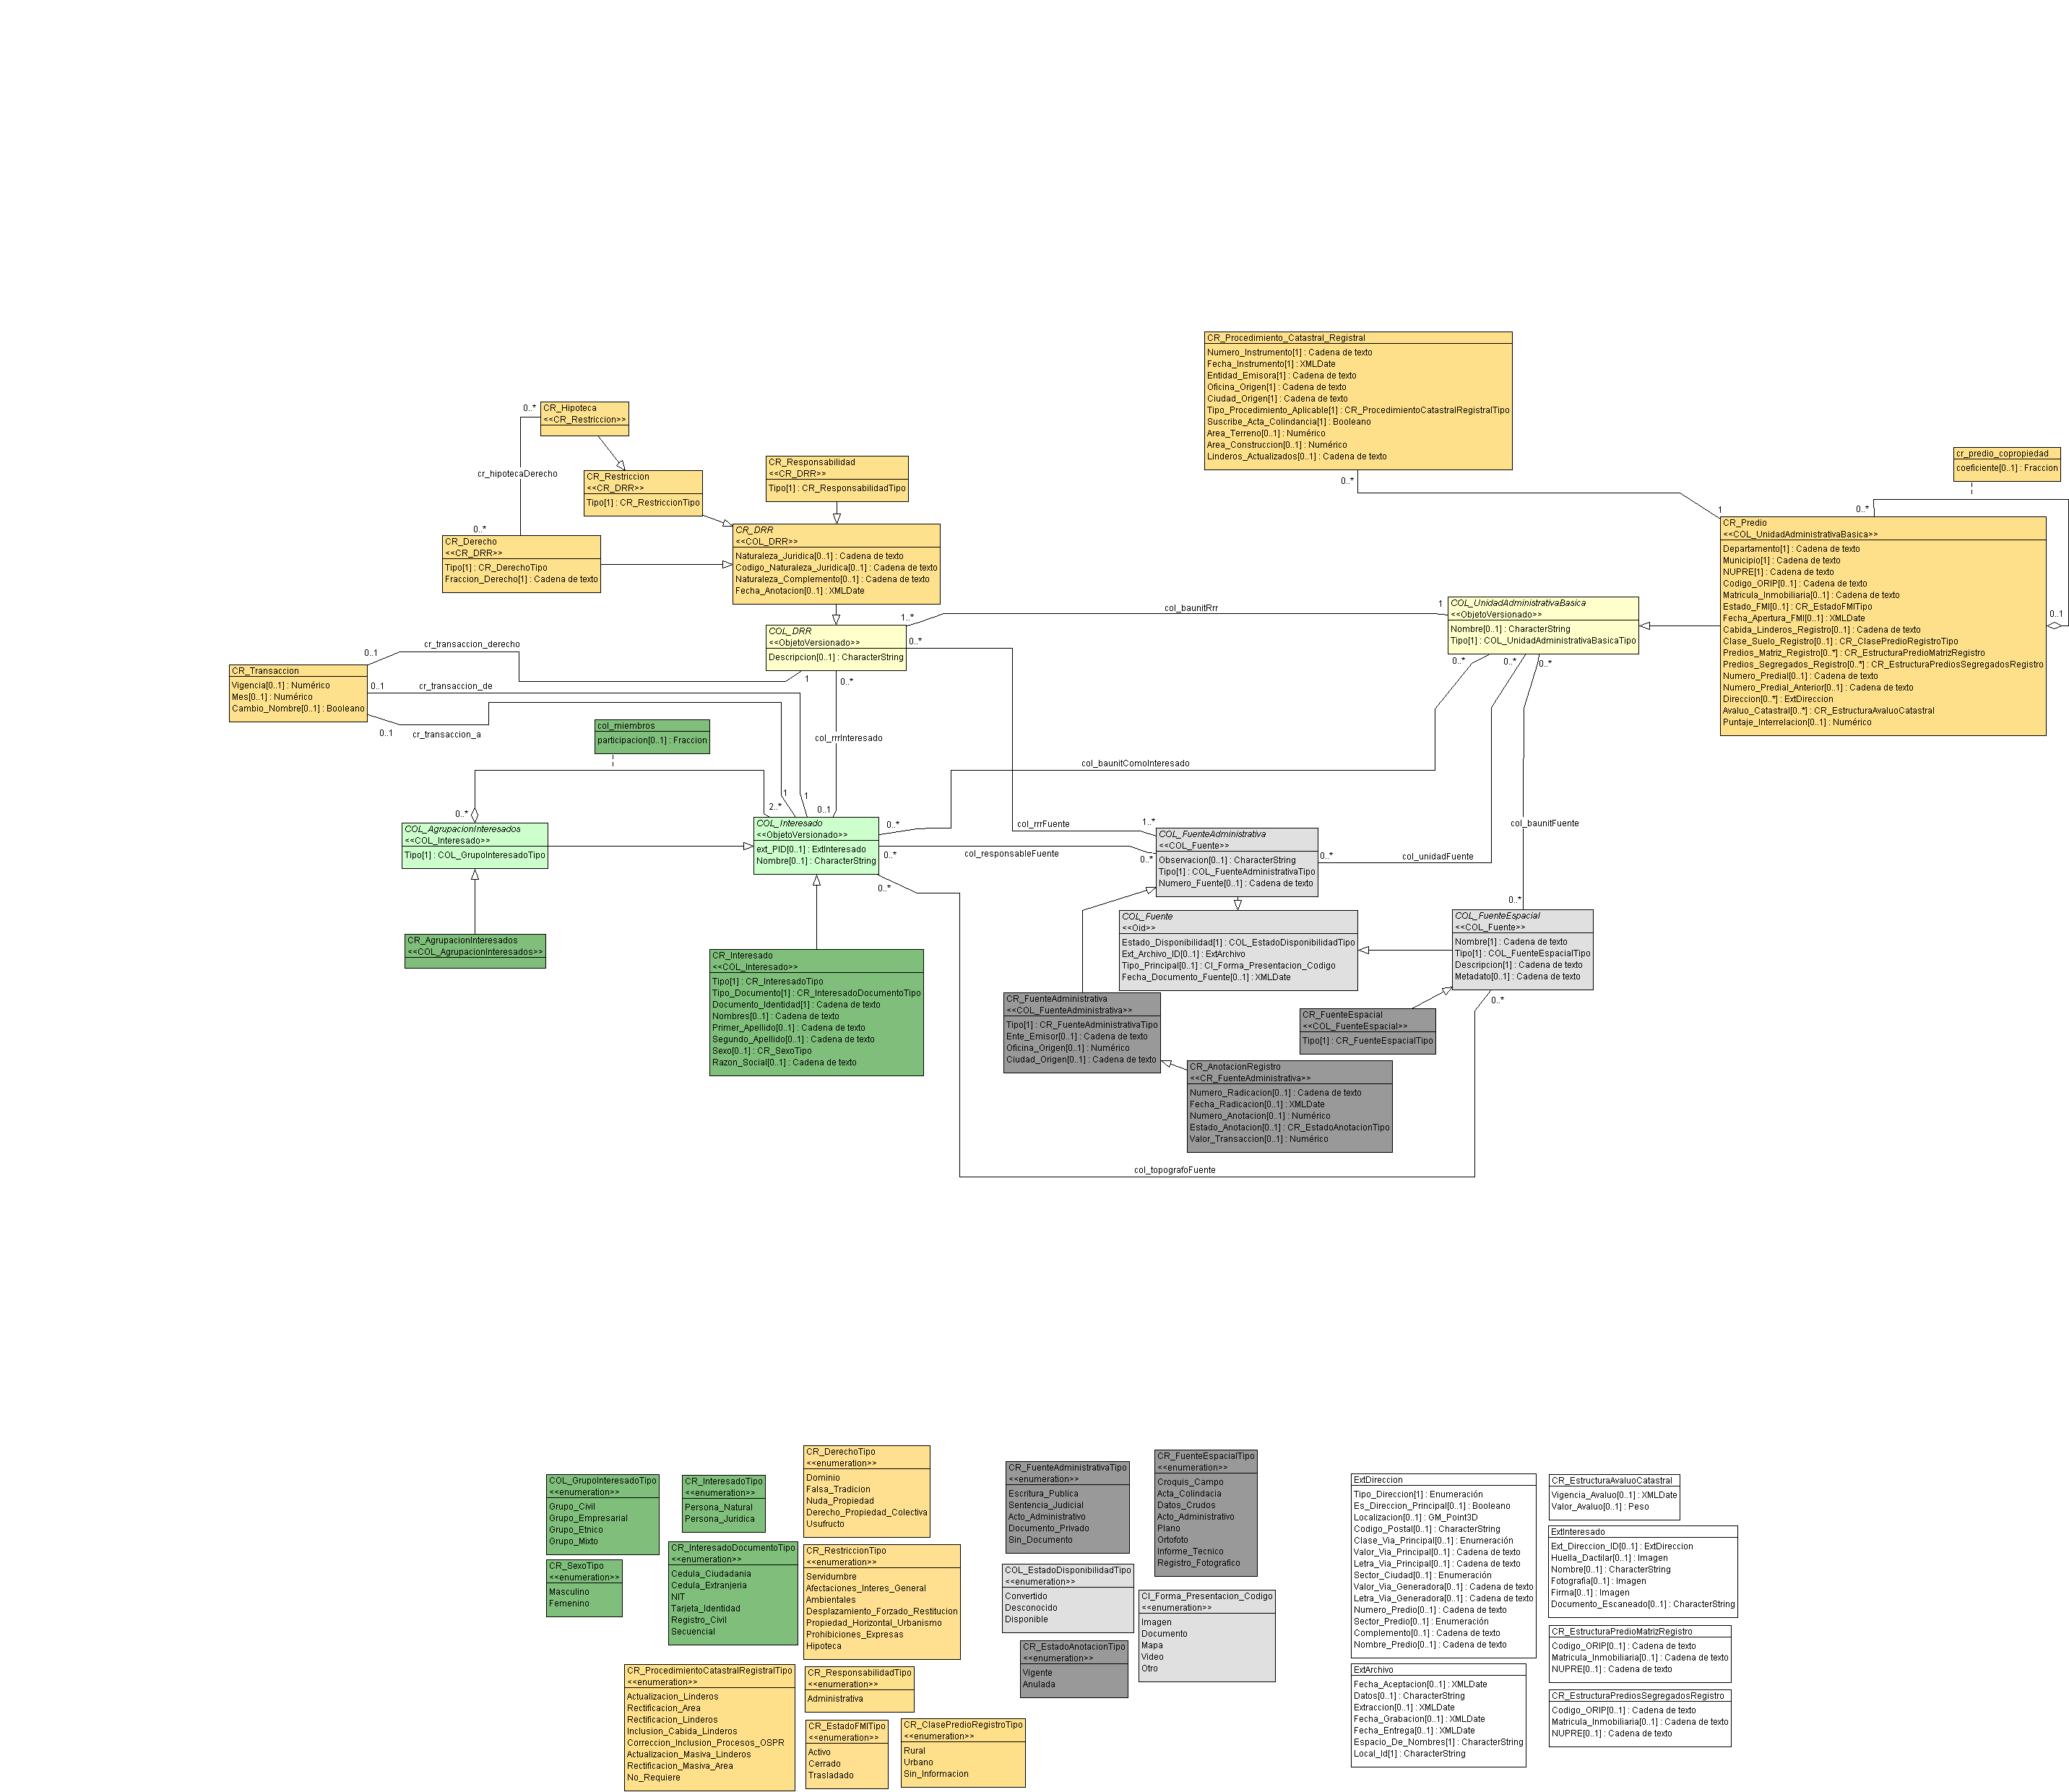 CR_Procedimiento_Catastral_Registral
Numero_Instrumento[1] : Cadena de texto
Fecha_Instrumento[1] : XMLDate
Entidad_Emisora[1] : Cadena de texto
Oficina_Origen[1] : Cadena de texto
Ciudad_Origen[1] : Cadena de texto
Tipo_Procedimiento_Aplicable[1] : CR_ProcedimientoCatastralRegistralTipo
Suscribe_Acta_Colindancia[1] : Booleano
Area_Terreno[0..1] : Numérico
Area_Construccion[0..1] : Numérico
Linderos_Actualizados[0..1] : Cadena de texto
0..*
1
CR_Hipoteca
<<CR_Restriccion>>
0..*
cr_hipotecaDerecho
0..*
CR_Restriccion
<<CR_DRR>>
Tipo[1] : CR_RestriccionTipo
CR_Responsabilidad
<<CR_DRR>>
Tipo[1] : CR_ResponsabilidadTipo
cr_predio_copropiedad
coeficiente[0..1] : Fraccion
0..*
0..1
CR_Derecho
<<CR_DRR>>
Tipo[1] : CR_DerechoTipo
Fraccion_Derecho[1] : Cadena de texto
CR_DRR
<<COL_DRR>>
Naturaleza_Juridica[0..1] : Cadena de texto
Codigo_Naturaleza_Juridica[0..1] : Cadena de texto
Naturaleza_Complemento[0..1] : Cadena de texto
Fecha_Anotacion[0..1] : XMLDate
CR_Predio
<<COL_UnidadAdministrativaBasica>>
Departamento[1] : Cadena de texto
Municipio[1] : Cadena de texto
NUPRE[1] : Cadena de texto
Codigo_ORIP[0..1] : Cadena de texto
Matricula_Inmobiliaria[0..1] : Cadena de texto
Estado_FMI[0..1] : CR_EstadoFMITipo
Fecha_Apertura_FMI[0..1] : XMLDate
Cabida_Linderos_Registro[0..1] : Cadena de texto
Clase_Suelo_Registro[0..1] : CR_ClasePredioRegistroTipo
Predios_Matriz_Registro[0..*] : CR_EstructuraPredioMatrizRegistro
Predios_Segregados_Registro[0..*] : CR_EstructuraPrediosSegregadosRegistro
Numero_Predial[0..1] : Cadena de texto
Numero_Predial_Anterior[0..1] : Cadena de texto
Direccion[0..*] : ExtDireccion
Avaluo_Catastral[0..*] : CR_EstructuraAvaluoCatastral
Puntaje_Interrelacion[0..1] : Numérico
COL_DRR
<<ObjetoVersionado>>
Descripcion[0..1] : CharacterString
1..*
col_baunitRrr
1
0..*
COL_UnidadAdministrativaBasica
<<ObjetoVersionado>>
Nombre[0..1] : CharacterString
Tipo[1] : COL_UnidadAdministrativaBasicaTipo
0..*
0..*
0..*
CR_Transaccion
Vigencia[0..1] : Numérico
Mes[0..1] : Numérico
Cambio_Nombre[0..1] : Booleano
0..1
cr_transaccion_derecho
1
0..*
0..1
cr_transaccion_de
0..1
cr_transaccion_a
col_miembros
participacion[0..1] : Fraccion
col_rrrInteresado
col_baunitComoInteresado
1
1
2..*
0..1
0..*
COL_AgrupacionInteresados
<<COL_Interesado>>
Tipo[1] : COL_GrupoInteresadoTipo
COL_Interesado
<<ObjetoVersionado>>
ext_PID[0..1] : ExtInteresado
Nombre[0..1] : CharacterString
0..*
col_rrrFuente
1..*
0..*
col_responsableFuente
0..*
0..*
COL_FuenteAdministrativa
<<COL_Fuente>>
Observacion[0..1] : CharacterString
Tipo[1] : COL_FuenteAdministrativaTipo
Numero_Fuente[0..1] : Cadena de texto
0..*
col_unidadFuente
col_baunitFuente
0..*
COL_Fuente
<<Oid>>
Estado_Disponibilidad[1] : COL_EstadoDisponibilidadTipo
Ext_Archivo_ID[0..1] : ExtArchivo
Tipo_Principal[0..1] : CI_Forma_Presentacion_Codigo
Fecha_Documento_Fuente[0..1] : XMLDate
COL_FuenteEspacial
<<COL_Fuente>>
Nombre[1] : Cadena de texto
Tipo[1] : COL_FuenteEspacialTipo
Descripcion[1] : Cadena de texto
Metadato[0..1] : Cadena de texto
0..*
CR_AgrupacionInteresados
<<COL_AgrupacionInteresados>>
CR_Interesado
<<COL_Interesado>>
Tipo[1] : CR_InteresadoTipo
Tipo_Documento[1] : CR_InteresadoDocumentoTipo
Documento_Identidad[1] : Cadena de texto
Nombres[0..1] : Cadena de texto
Primer_Apellido[0..1] : Cadena de texto
Segundo_Apellido[0..1] : Cadena de texto
Sexo[0..1] : CR_SexoTipo
Razon_Social[0..1] : Cadena de texto
CR_FuenteAdministrativa
<<COL_FuenteAdministrativa>>
Tipo[1] : CR_FuenteAdministrativaTipo
Ente_Emisor[0..1] : Cadena de texto
Oficina_Origen[0..1] : Numérico
Ciudad_Origen[0..1] : Cadena de texto
CR_FuenteEspacial
<<COL_FuenteEspacial>>
Tipo[1] : CR_FuenteEspacialTipo
CR_AnotacionRegistro
<<CR_FuenteAdministrativa>>
Numero_Radicacion[0..1] : Cadena de texto
Fecha_Radicacion[0..1] : XMLDate
Numero_Anotacion[0..1] : Numérico
Estado_Anotacion[0..1] : CR_EstadoAnotacionTipo
Valor_Transaccion[0..1] : Numérico
col_topografoFuente
COL_GrupoInteresadoTipo
<<enumeration>>
Grupo_Civil
Grupo_Empresarial
Grupo_Etnico
Grupo_Mixto
CR_SexoTipo
<<enumeration>>
Masculino
Femenino
CR_InteresadoTipo
<<enumeration>>
Persona_Natural
Persona_Juridica
CR_InteresadoDocumentoTipo
<<enumeration>>
Cedula_Ciudadania
Cedula_Extranjeria
NIT
Tarjeta_Identidad
Registro_Civil
Secuencial
CR_DerechoTipo
<<enumeration>>
Dominio
Falsa_Tradicion
Nuda_Propiedad
Derecho_Propiedad_Colectiva
Usufructo
CR_RestriccionTipo
<<enumeration>>
Servidumbre
Afectaciones_Interes_General
Ambientales
Desplazamiento_Forzado_Restitucion
Propiedad_Horizontal_Urbanismo
Prohibiciones_Expresas
Hipoteca
CR_ProcedimientoCatastralRegistralTipo
<<enumeration>>
Actualizacion_Linderos
Rectificacion_Area
Rectificacion_Linderos
Inclusion_Cabida_Linderos
Correccion_Inclusion_Procesos_OSPR
Actualizacion_Masiva_Linderos
Rectificacion_Masiva_Area
No_Requiere
CR_ResponsabilidadTipo
<<enumeration>>
Administrativa
CR_EstadoFMITipo
<<enumeration>>
Activo
Cerrado
Trasladado
CR_ClasePredioRegistroTipo
<<enumeration>>
Rural
Urbano
Sin_Informacion
CR_FuenteAdministrativaTipo
<<enumeration>>
Escritura_Publica
Sentencia_Judicial
Acto_Administrativo
Documento_Privado
Sin_Documento
COL_EstadoDisponibilidadTipo
<<enumeration>>
Convertido
Desconocido
Disponible
CR_EstadoAnotacionTipo
<<enumeration>>
Vigente
Anulada
CR_FuenteEspacialTipo
<<enumeration>>
Croquis_Campo
Acta_Colindacia
Datos_Crudos
Acto_Administrativo
Plano
Ortofoto
Informe_Tecnico
Registro_Fotografico
CI_Forma_Presentacion_Codigo
<<enumeration>>
Imagen
Documento
Mapa
Video
Otro
ExtDireccion
Tipo_Direccion[1] : Enumeración
Es_Direccion_Principal[0..1] : Booleano
Localizacion[0..1] : GM_Point3D
Codigo_Postal[0..1] : CharacterString
Clase_Via_Principal[0..1] : Enumeración
Valor_Via_Principal[0..1] : Cadena de texto
Letra_Via_Principal[0..1] : Cadena de texto
Sector_Ciudad[0..1] : Enumeración
Valor_Via_Generadora[0..1] : Cadena de texto
Letra_Via_Generadora[0..1] : Cadena de texto
Numero_Predio[0..1] : Cadena de texto
Sector_Predio[0..1] : Enumeración
Complemento[0..1] : Cadena de texto
Nombre_Predio[0..1] : Cadena de texto
ExtArchivo
Fecha_Aceptacion[0..1] : XMLDate
Datos[0..1] : CharacterString
Extraccion[0..1] : XMLDate
Fecha_Grabacion[0..1] : XMLDate
Fecha_Entrega[0..1] : XMLDate
Espacio_De_Nombres[1] : CharacterString
Local_Id[1] : CharacterString
CR_EstructuraAvaluoCatastral
Vigencia_Avaluo[0..1] : XMLDate
Valor_Avaluo[0..1] : Peso
ExtInteresado
Ext_Direccion_ID[0..1] : ExtDireccion
Huella_Dactilar[0..1] : Imagen
Nombre[0..1] : CharacterString
Fotografia[0..1] : Imagen
Firma[0..1] : Imagen
Documento_Escaneado[0..1] : CharacterString
CR_EstructuraPredioMatrizRegistro
Codigo_ORIP[0..1] : Cadena de texto
Matricula_Inmobiliaria[0..1] : Cadena de texto
NUPRE[0..1] : Cadena de texto
CR_EstructuraPrediosSegregadosRegistro
Codigo_ORIP[0..1] : Cadena de texto
Matricula_Inmobiliaria[0..1] : Cadena de texto
NUPRE[0..1] : Cadena de texto